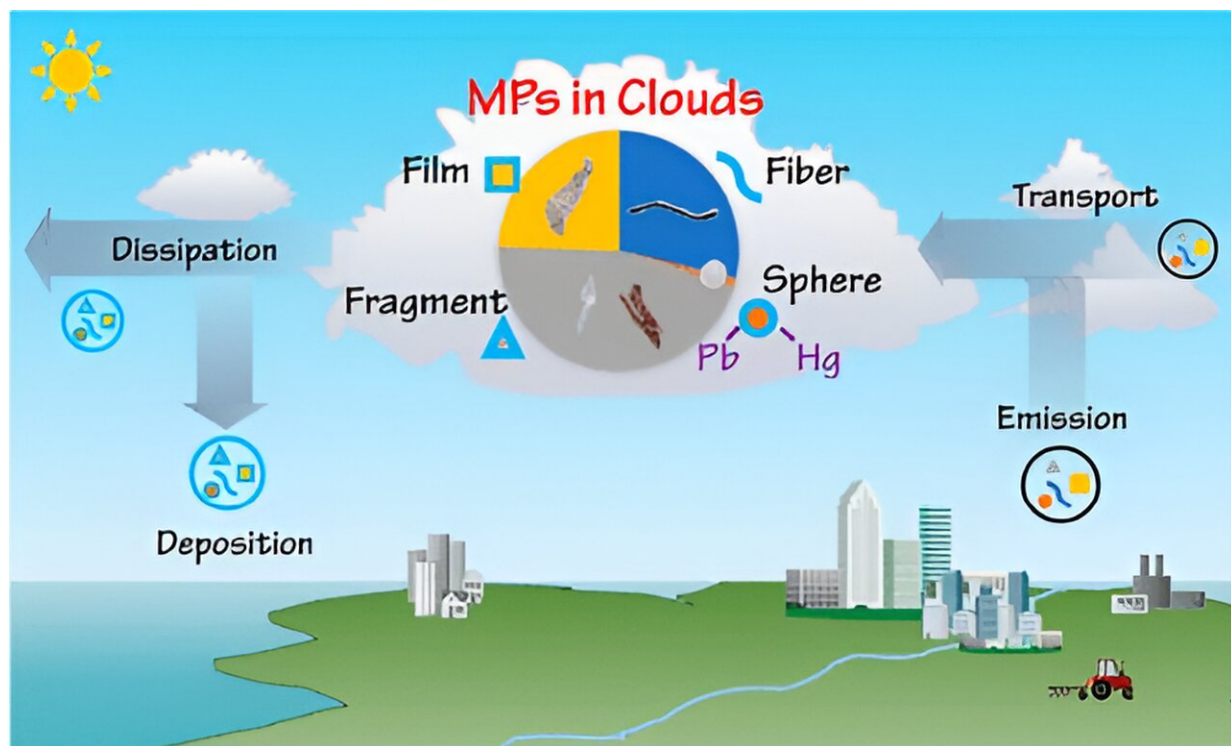 MPs in Clouds
Film
Fiber
Transport
Dissipation
Fragment
Sphere
Pb
Hg
Emission
Deposition